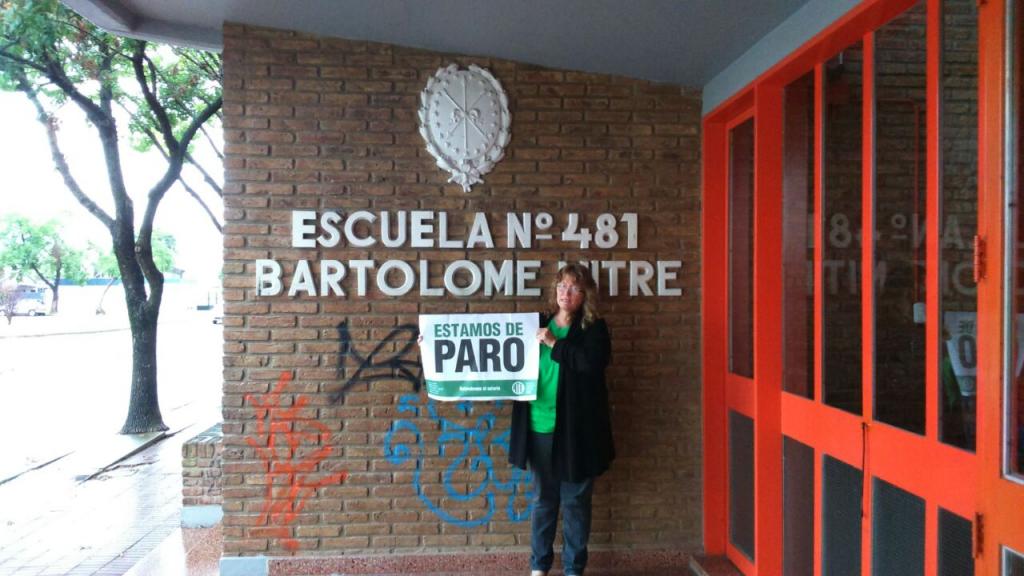 ESCUELA Nº 481
BARTOLOME MITRE
ESTAMOS DE
PARO